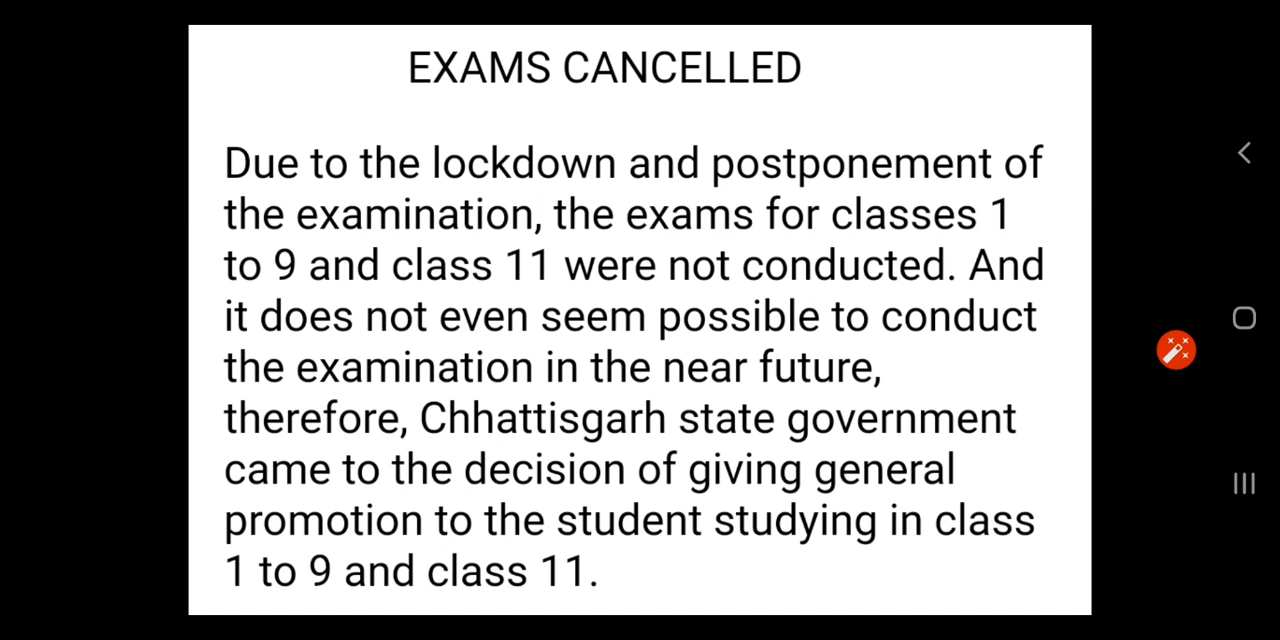 EXAMS CANCELLED
Due to the lockdown and postponement of
the examination, the exams for classes 1
to 9 and class 11 were not conducted. And
it does not even seem possible to conduct
the examination in the near future,
therefore, Chhattisgarh state government
came to the decision of giving general
promotion to the student studying in class
1 to 9 and class 11.